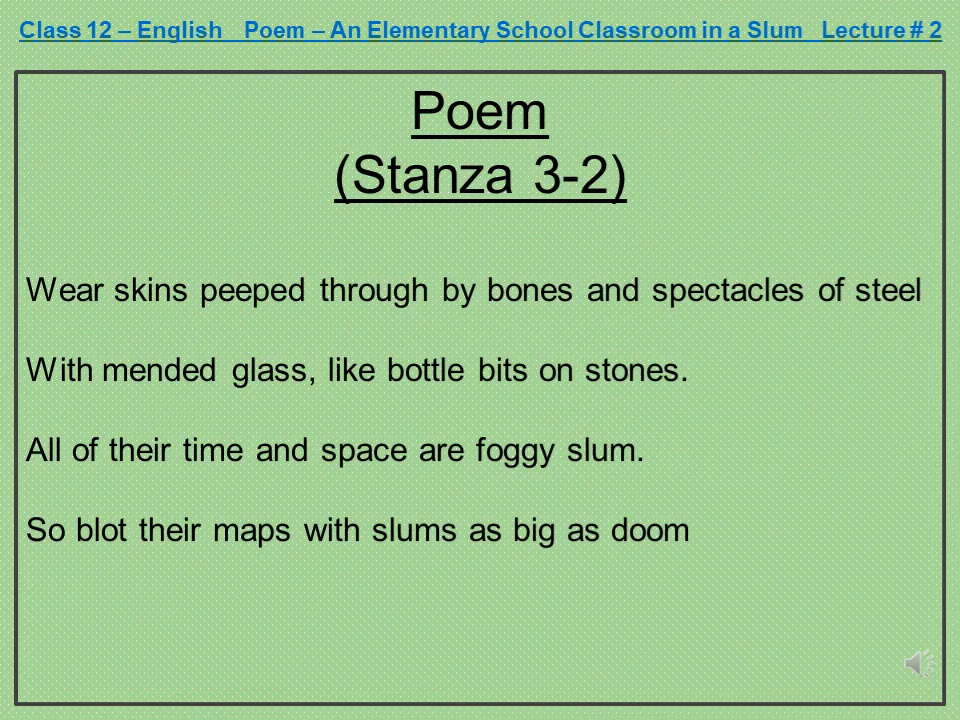 Class 12 – English   Poem – An Elementary School Classroom in a Slum   Lecture # 2
Poem
(Stanza 3-2)
Wear skins peeped through by bones and spectacles of steel
With mended glass, like bottle bits on stones.
All of their time and space are foggy slum.
So blot their maps with slums as big as doom